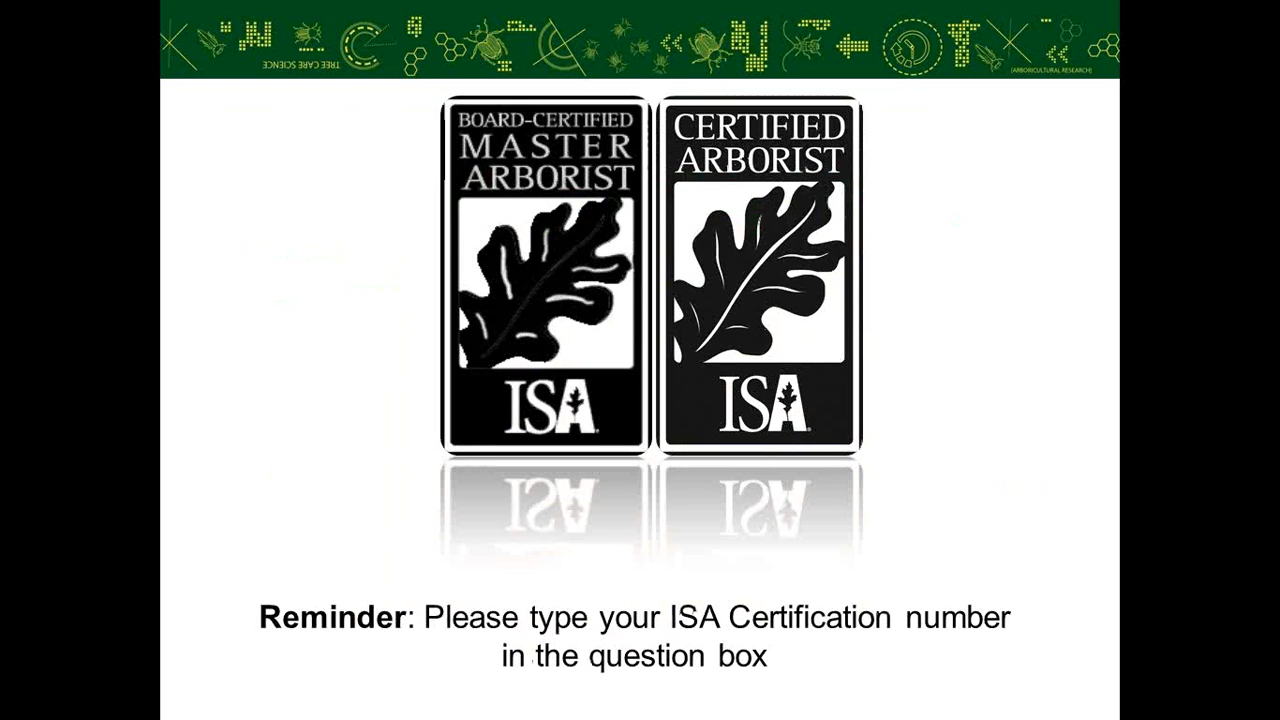 TREE CARE SCIENCE
[ARBORICULTURAL RESEARCH]
BOARD-CERTIFIED
MASTER
ARBORIST
ISA
CERTIFIED
ARBORIST
ISA
Reminder: Please type your ISA Certification number
in the question box